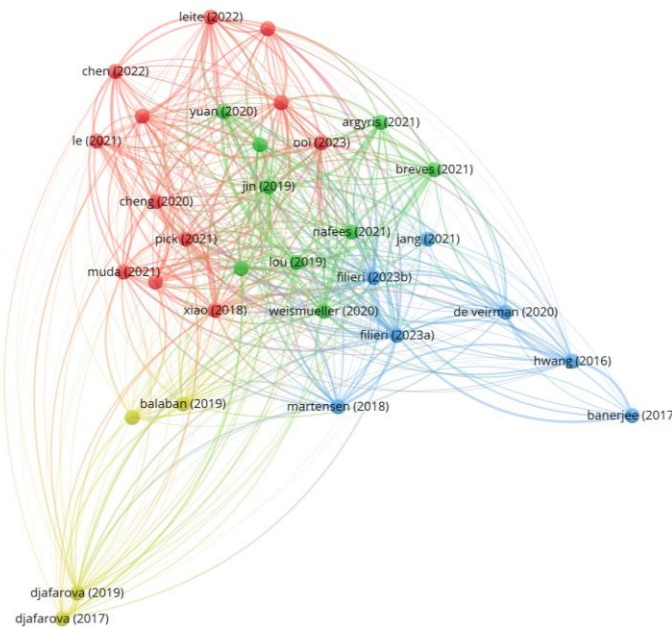 leite (2022)
chen (2022)
yuan (2020)
argyris (2021)
le (2021)
ooi (2023)
breves (2021)
jin (2019)
cheng (2020)
nafees (2021)
pick (2021)
jang (2021)
lou (2019)
muda (2021)
filieri (2023b)
xiao (2018)
weismueller (2020)
de veirman (2020)
filieri (2023a)
hwang (2016)
balaban (2019)
martensen (2018)
banerjee (2017
djafarova (2019)
djafarova (2017)